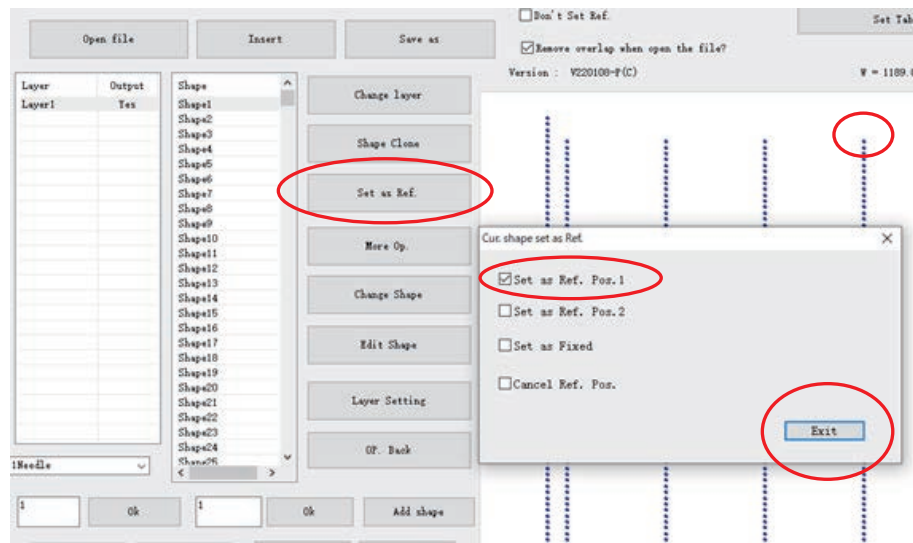 Open file
Insert
Save as
Don't Set Ref.
Remove overlap when open the file?
Set Tab
Version : V220108-P(C)
W = 1189.
Layer Output
Layer1 Yes
Shape
Shape1
Shape2
Shape3
Shape4
Shape5
Shape6
Shape7
Shape8
Shape9
Shape10
Shape11
Shape12
Shape13
Shape14
Shape15
Shape16
Shape17
Shape18
Shape19
Shape20
Shape21
Shape22
Shape23
Shape24
Shape25
Change layer
Shape Clone
Set as Ref.
More Op.
Change Shape
Edit Shape
Layer Setting
OP. Back
Cur. shape set as Ref.
Set as Ref. Pos.1
Set as Ref. Pos.2
Set as Fixed
Cancel Ref. Pos.
Exit
1Needle
1
Ok
1
Ok
Add shape